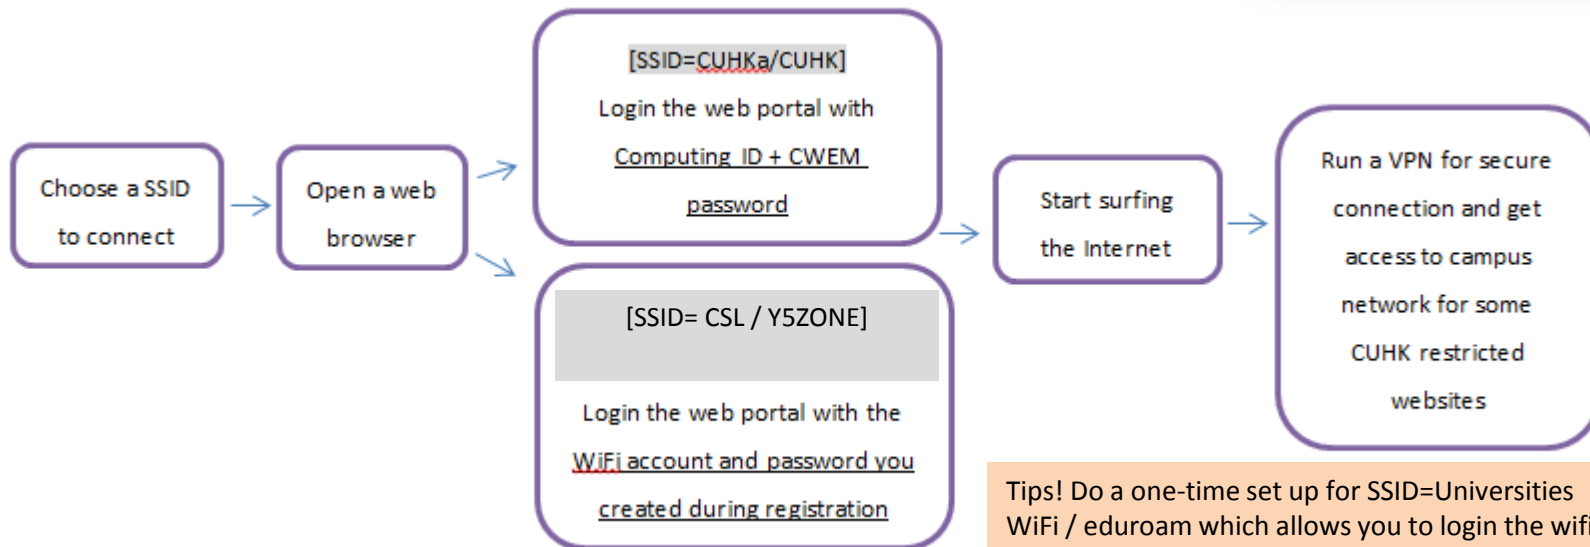 Choose a SSID
to connect
Open a web
browser
[SSID=CUHKa/CUHK]
Login the web portal with
Computing ID + CWEM
password
[SSID= CSL / Y5ZONE]
Login the web portal with the
WiFi account and password you
created during registration
Start surfing
the Internet
Run a VPN for secure
connection and get
access to campus
network for some
CUHK restricted
websites
Tips! Do a one-time set up for SSID=Universities
WiFi / eduroam which allows you to login the wifi